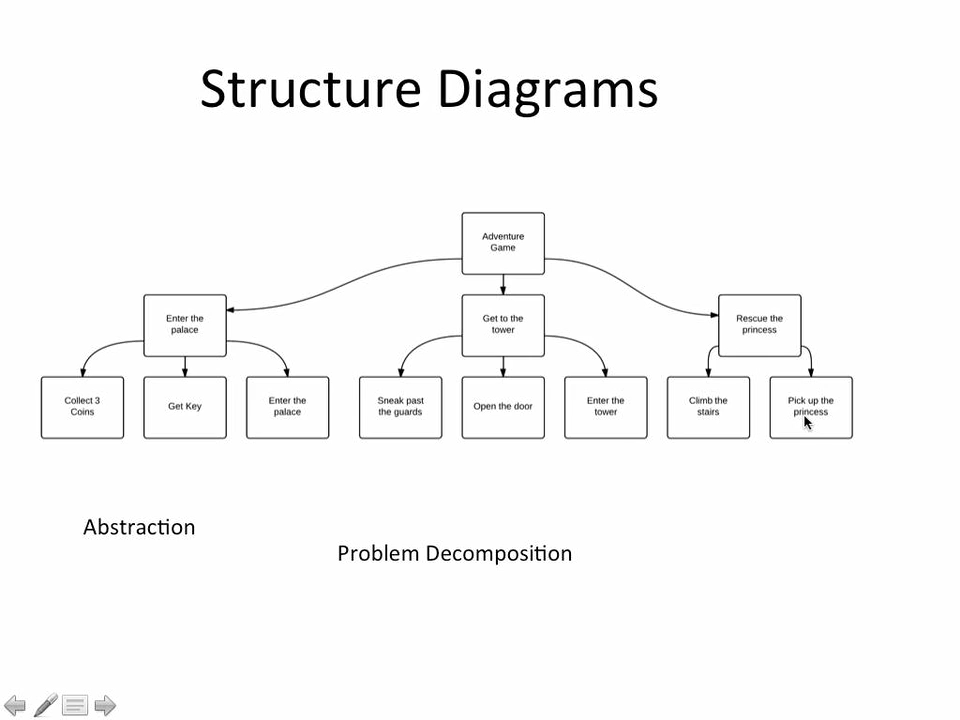 Structure Diagrams
Adventure
Game
Enter the
palace
Get to the
tower
Rescue the
princess
Collect 3
Coins
Get Key
Enter the
palace
Sneak past
the guards
Open the door
Enter the
tower
Climb the
stairs
Pick up the
princess
Abstraction
Problem Decomposition